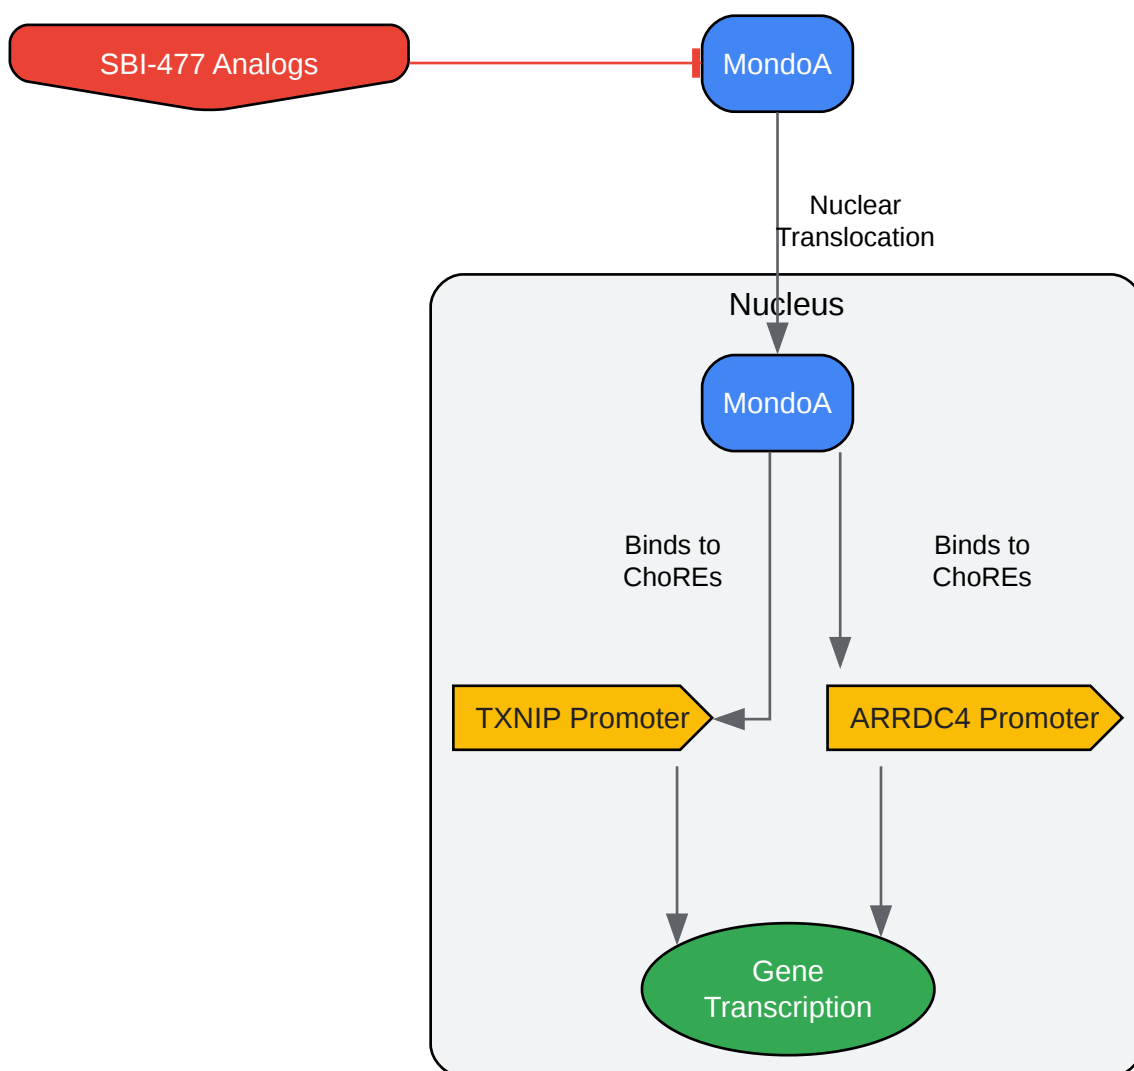 SBI-477 Analogs
MondoA
Nuclear
Translocation
Nucleus
MondoA
Binds to
ChoREs
Binds to
ChoREs
TXNIP Promoter
ARRDC4 Promoter
Gene
Transcription